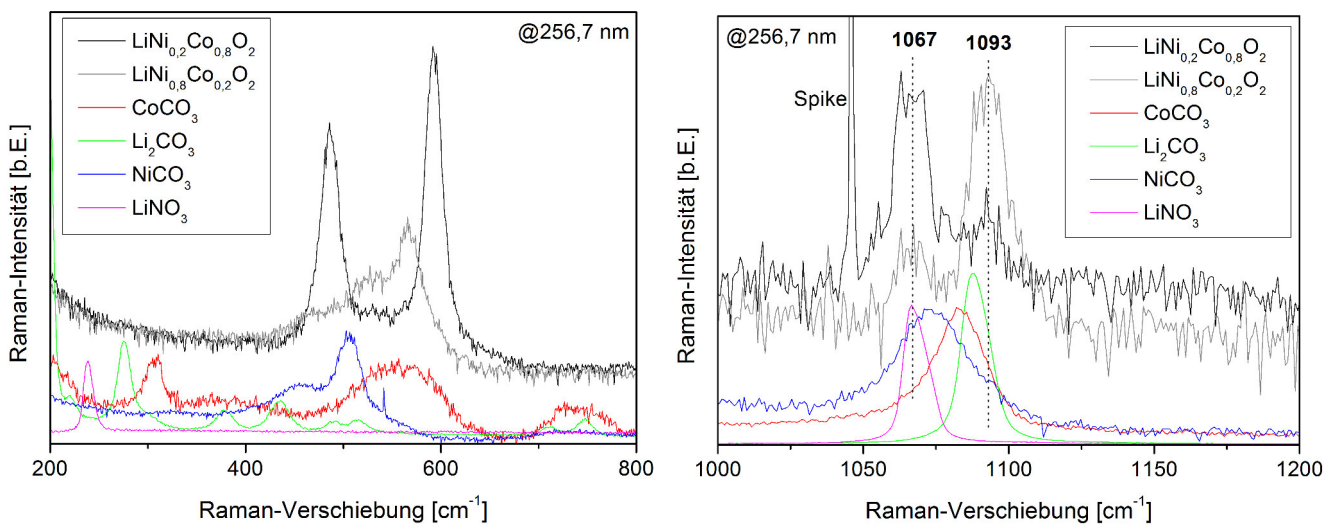 LiNi0,2Co0,8O2
LiNi0,8Co0,2O2
CoCO3
Li2CO3
NiCO3
LiNO3
@256,7 nm
Raman-Intensität [b.E.]
200 400 600 800
Raman-Verschiebung [cm-1]
@256,7 nm
1067 1093
Spike
LiNi0,2Co0,8O2
LiNi0,8Co0,2O2
CoCO3
Li2CO3
NiCO3
LiNO3
Raman-Intensität [b.E.]
1000 1050 1100 1150 1200
Raman-Verschiebung [cm-1]